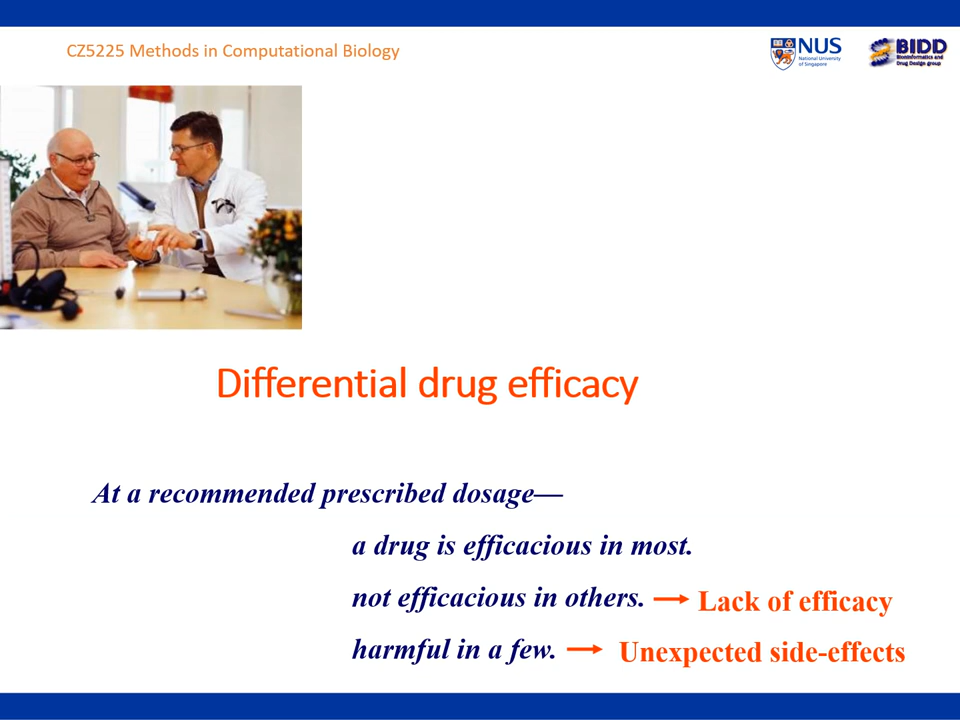 CZ5225 Methods in Computational Biology
NUS
National University
of Singapore
BIDD
Bioinformatics and
Drug Design group
Differential drug efficacy
At a recommended prescribed dosage—
a drug is efficacious in most.
not efficacious in others. → Lack of efficacy
harmful in a few. → Unexpected side-effects